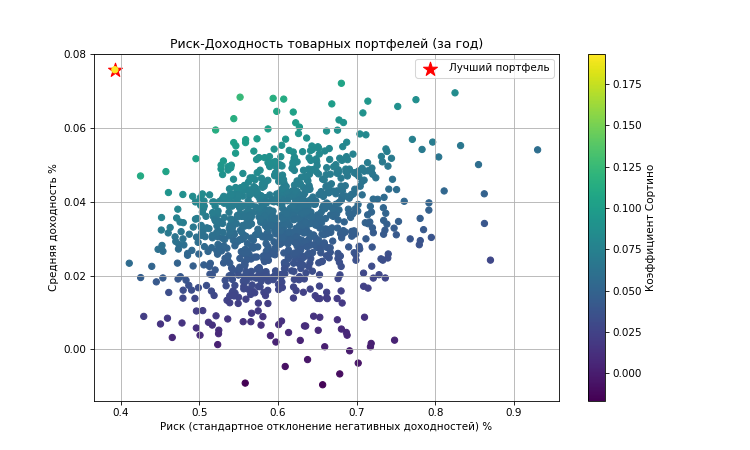 Риск-Доходность товарных портфелей (за год)
Лучший портфель
Средняя доходность %
0.08
0.06
0.04
0.02
0.00
0.4 0.5 0.6 0.7 0.8 0.9
Риск (стандартное отклонение негативных доходностей) %
0.175
0.150
0.125
0.100
0.075
0.050
0.025
0.000
Коэффициент Сортино